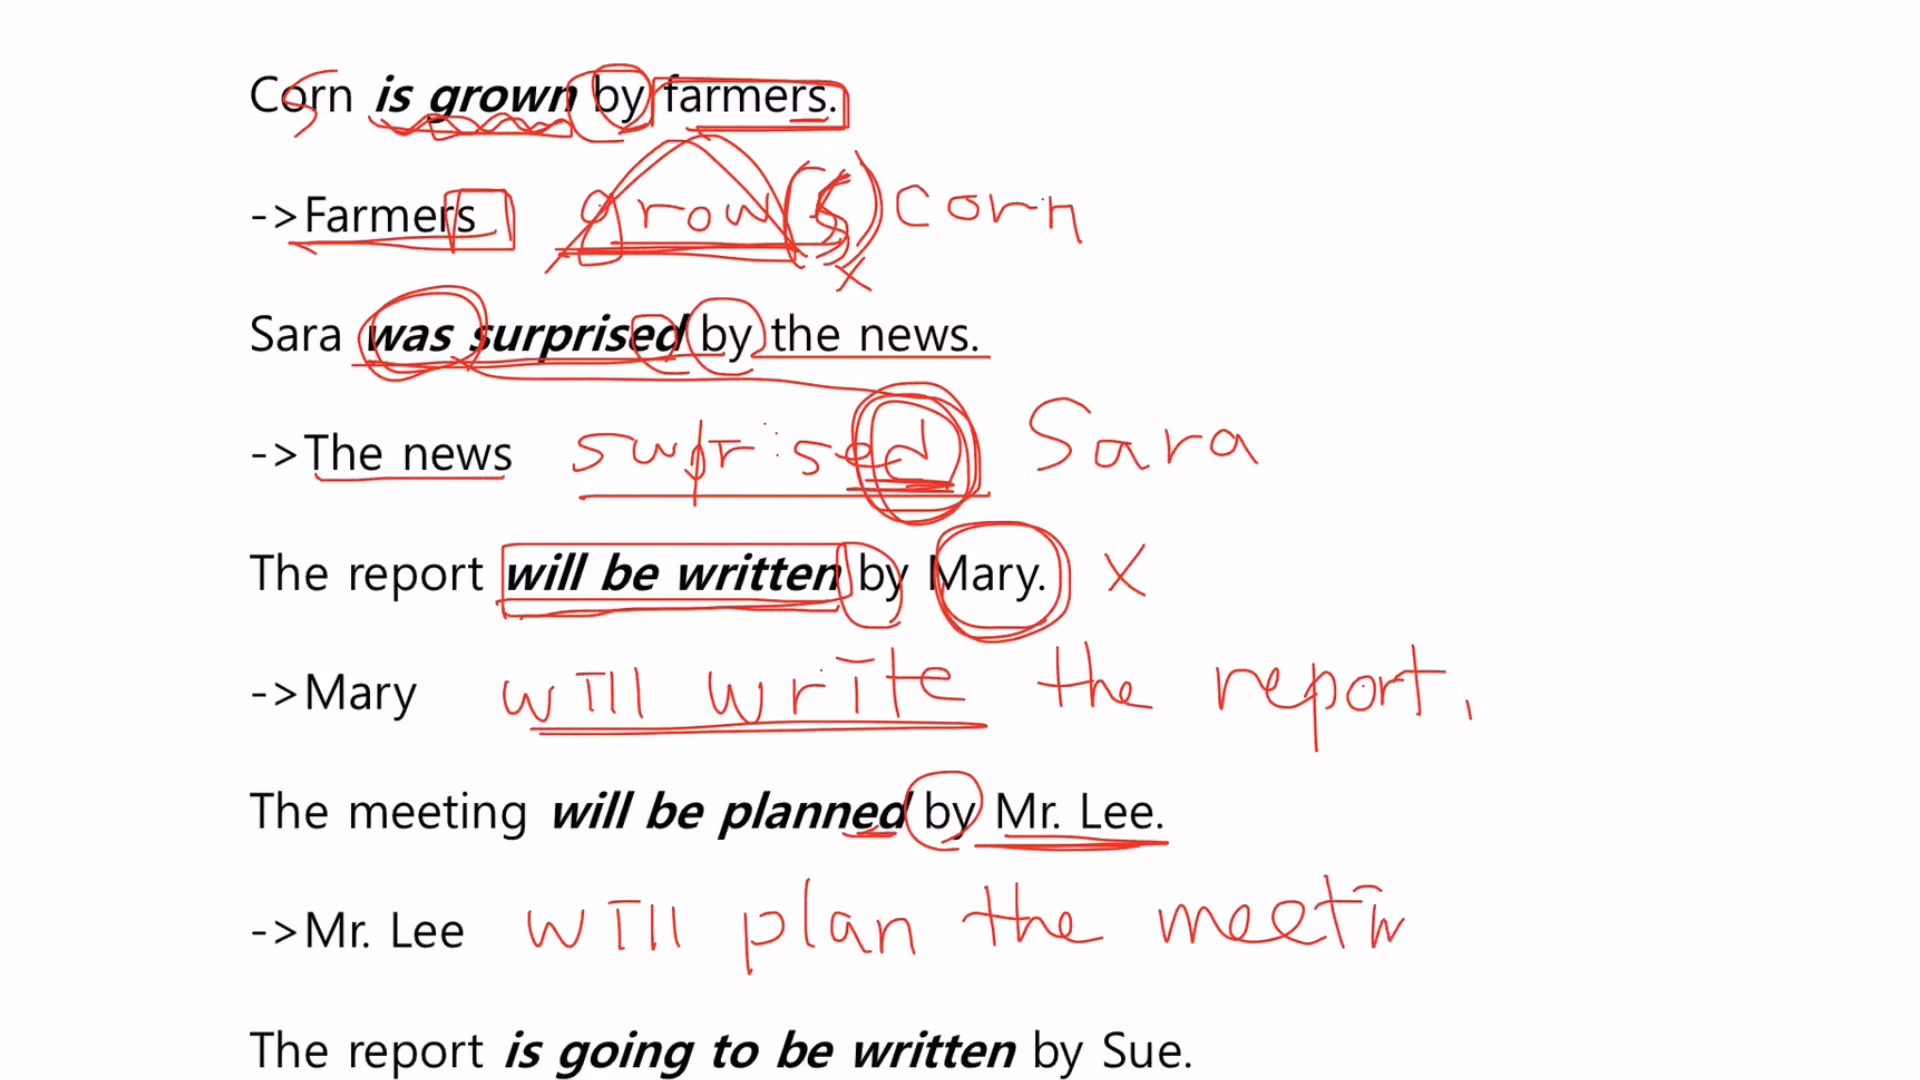 Corn is grown by farmers.
->Farmers grow(s) corn
x
Sara was surprised by the news.
->The news surprised Sara
The report will be written by Mary. x
->Mary will write the report.
The meeting will be planned by Mr. Lee.
->Mr. Lee will plan the meetin
The report is going to be written by Sue.